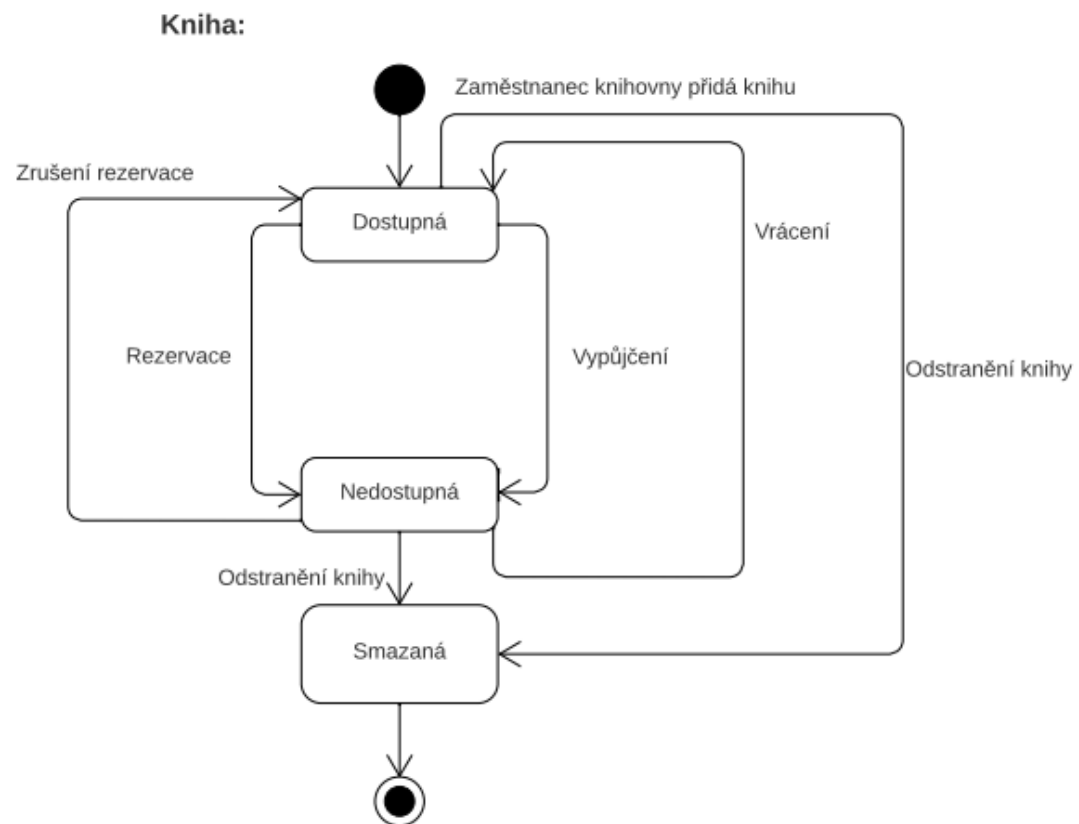 Kniha:
Zaměstnanec knihovny přidá knihu
Zrušení rezervace
Dostupná
Vrácení
Rezervace
Vypůjčení
Odstranění knihy
Nedostupná
Odstranění knihy
Smazaná